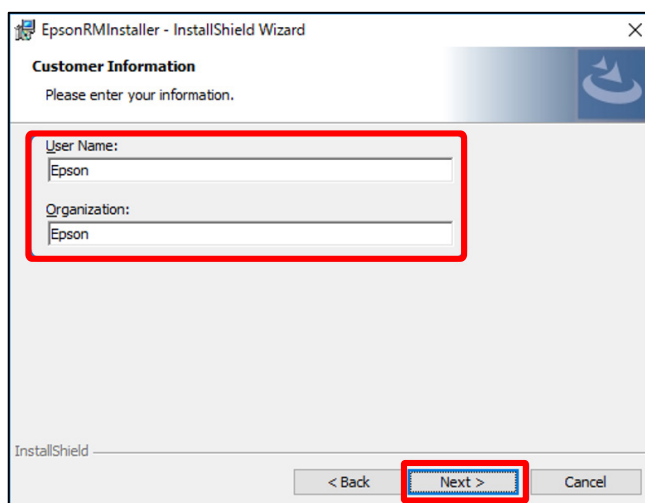 EpsonRMInstaller - InstallShield Wizard
Customer Information
Please enter your information.
User Name:
Epson
Organization:
Epson
InstallShield
< Back Next > Cancel